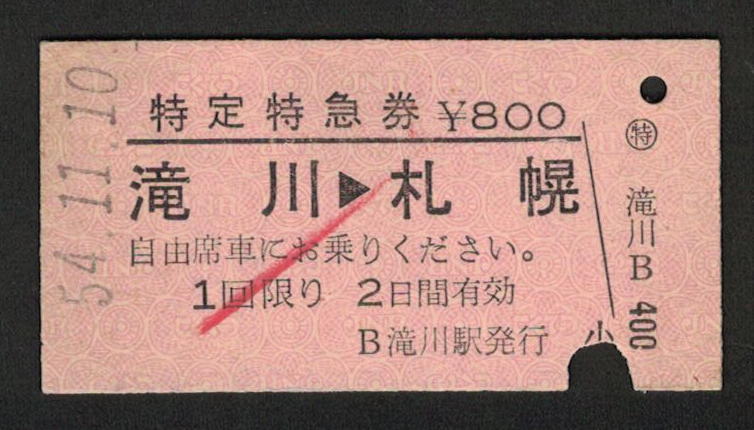 54.11.10
特定特急券 ¥800
滝川▶札幌
自由席車にお乗りください。
1回限り 2日間有効
B滝川駅発行
特
滝川B
小
400